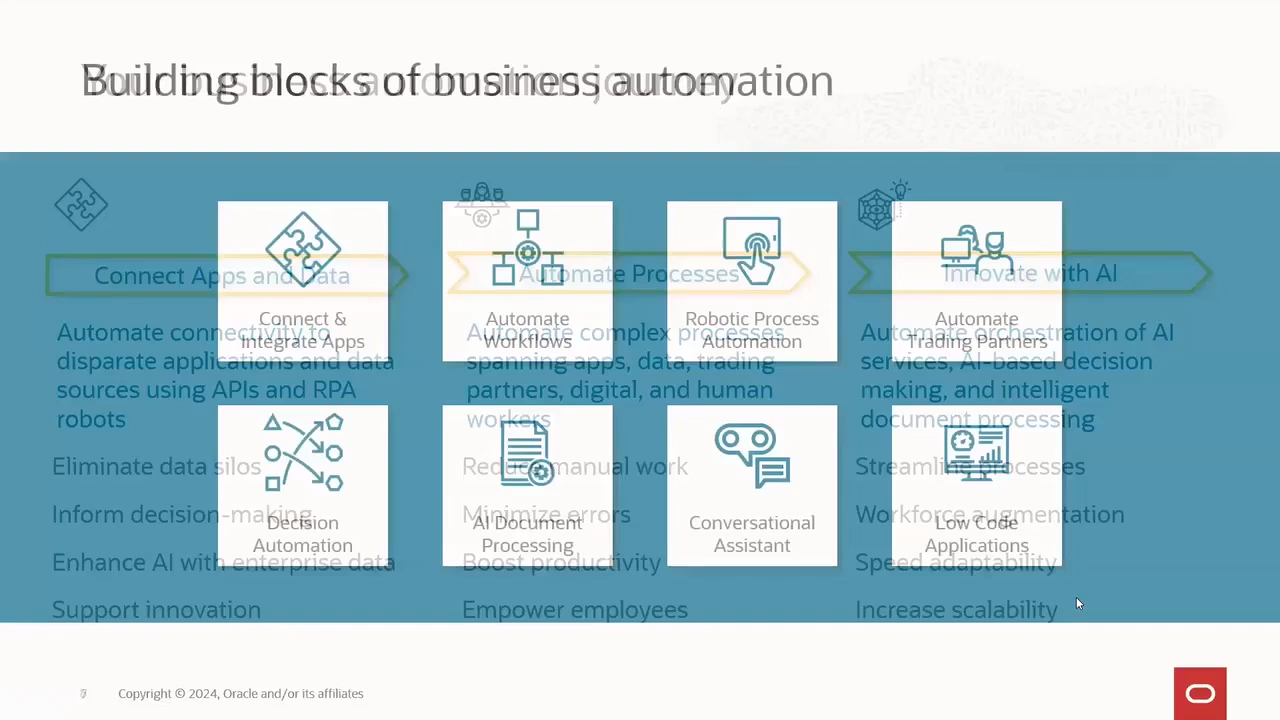 Building blocks of business automation
Your business automation journey
Connect &
Integrate Apps
Automate
Workflows
Robotic Process
Automation
Automate
Trading Partners
Decision
Automation
AI Document
Processing
Conversational
Assistant
Low Code
Applications
Connect Apps and Data
Automate connectivity to
disparate applications and data
sources using APIs and RPA
robots
Eliminate data silos
Inform decision-making
Enhance AI with enterprise data
Support innovation
Automate Processes
Automate complex processes
spanning apps, data, trading
partners, digital, and human
workers
Reduce manual work
Minimize errors
Boost productivity
Empower employees
Innovate with AI
Automate orchestration of AI
services, AI-based decision
making, and intelligent
document processing
Streamline processes
Workforce augmentation
Speed adaptability
Increase scalability
Copyright © 2024, Oracle and/or its affiliates